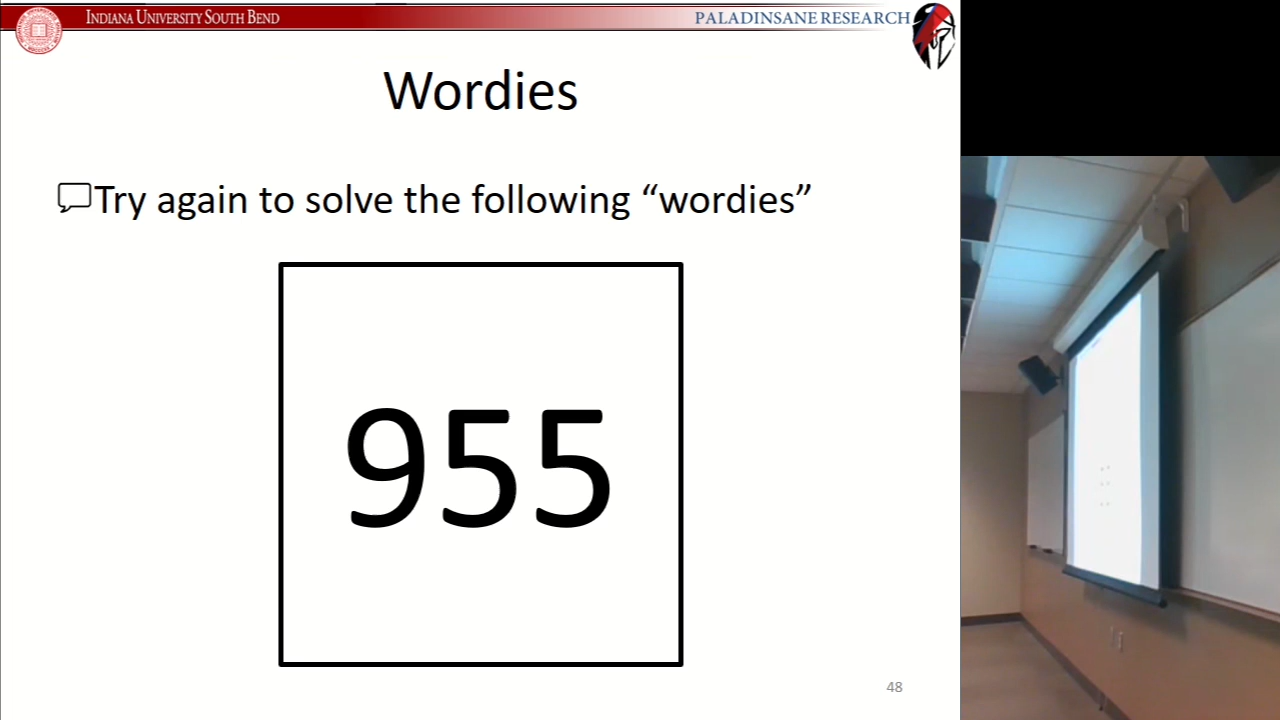 INDIANA UNIVERSITY SOUTH BEND
PALADINSANE RESEARCH
Wordies
Try again to solve the following “wordies”
955
48